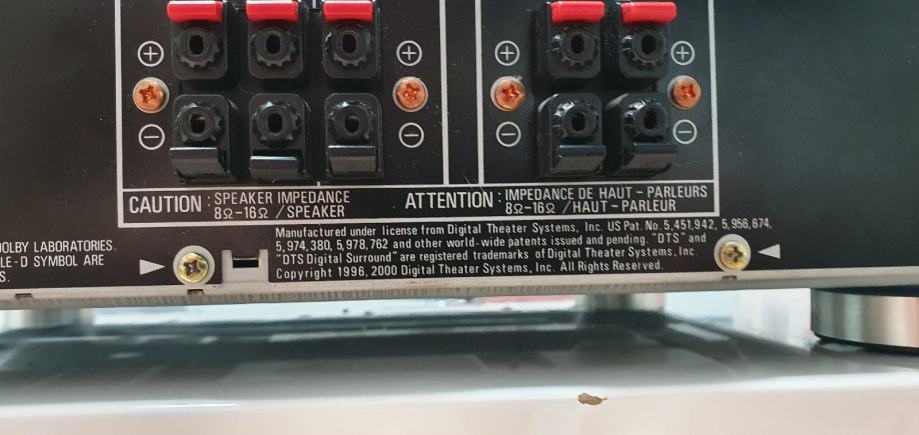 CAUTION : SPEAKER IMPEDANCE
8Ω-16Ω /SPEAKER
ATTENTION : IMPEDANCE DE HAUT-PARLEURS
8Ω-16Ω /HAUT-PARLEUR
DOLBY LABORATORIES.
LE-D SYMBOL ARE
S.
Manufactured under license from Digital Theater Systems, Inc. US Pat. No. 5,451,942, 5,956,674,
5,974,380, 5,978,762 and other world-wide patents issued and pending. "DTS" and
"DTS Digital Surround" are registered trademarks of Digital Theater Systems, Inc.
Copyright 1996, 2000 Digital Theater Systems, Inc. All Rights Reserved.